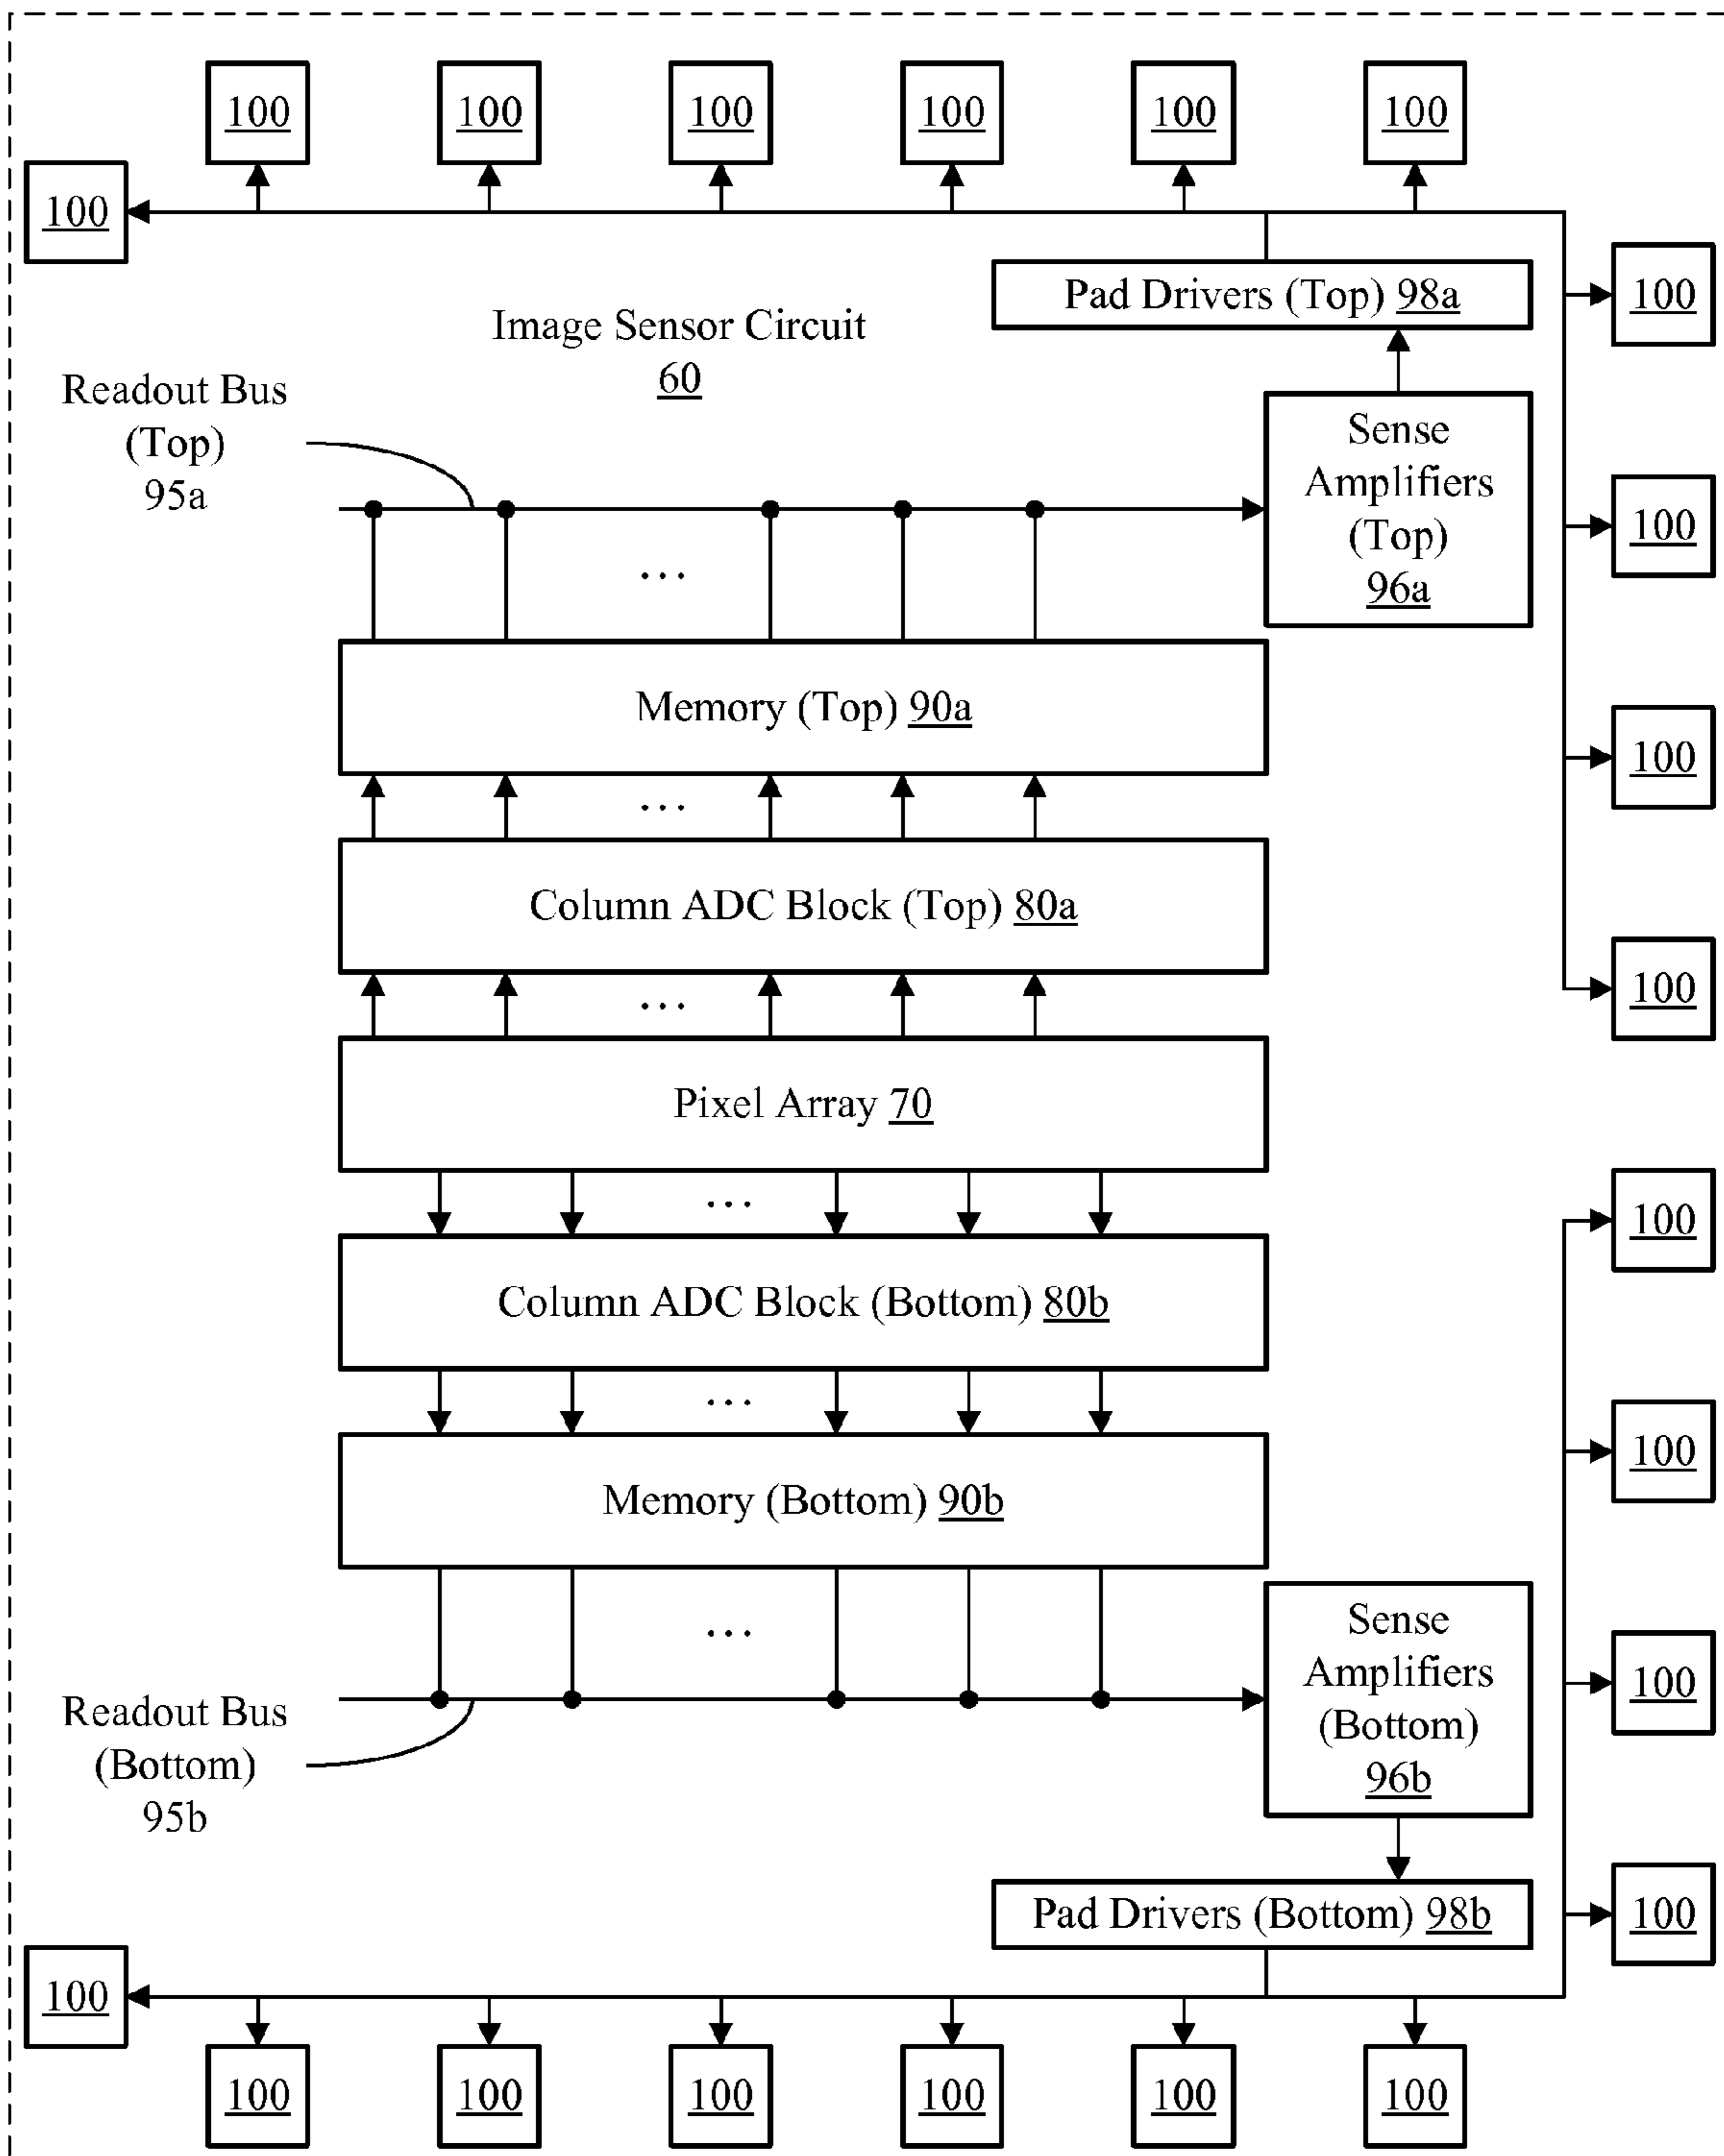 100 100 100 100 100 100
100
Pad Drivers (Top) 98a
100
Image Sensor Circuit
60
Readout Bus
(Top)
95a
Sense
Amplifiers
(Top)
96a
100
...
Memory (Top) 90a
100
...
Column ADC Block (Top) 80a
100
...
Pixel Array 70
...
100
Column ADC Block (Bottom) 80b
...
100
Memory (Bottom) 90b
...
Sense
Amplifiers
(Bottom)
96b
100
Readout Bus
(Bottom)
95b
Pad Drivers (Bottom) 98b
100
100
100 100 100 100 100 100